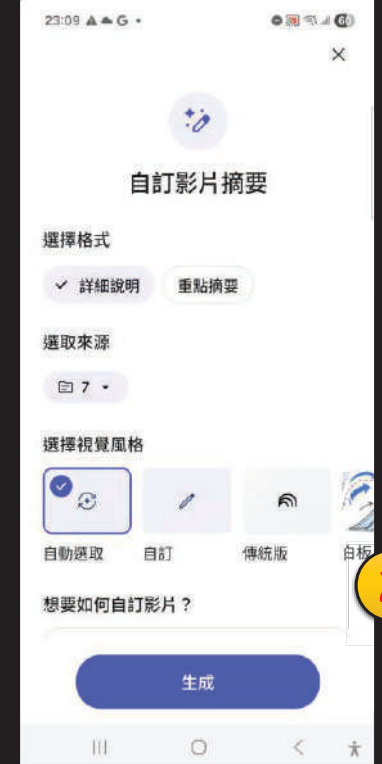 23:09 G
自訂影片摘要
選擇格式
詳細說明 重點摘要
選取來源
7
選擇視覺風格
自動選取 自訂 傳統版 白板
想要如何自訂影片？
生成